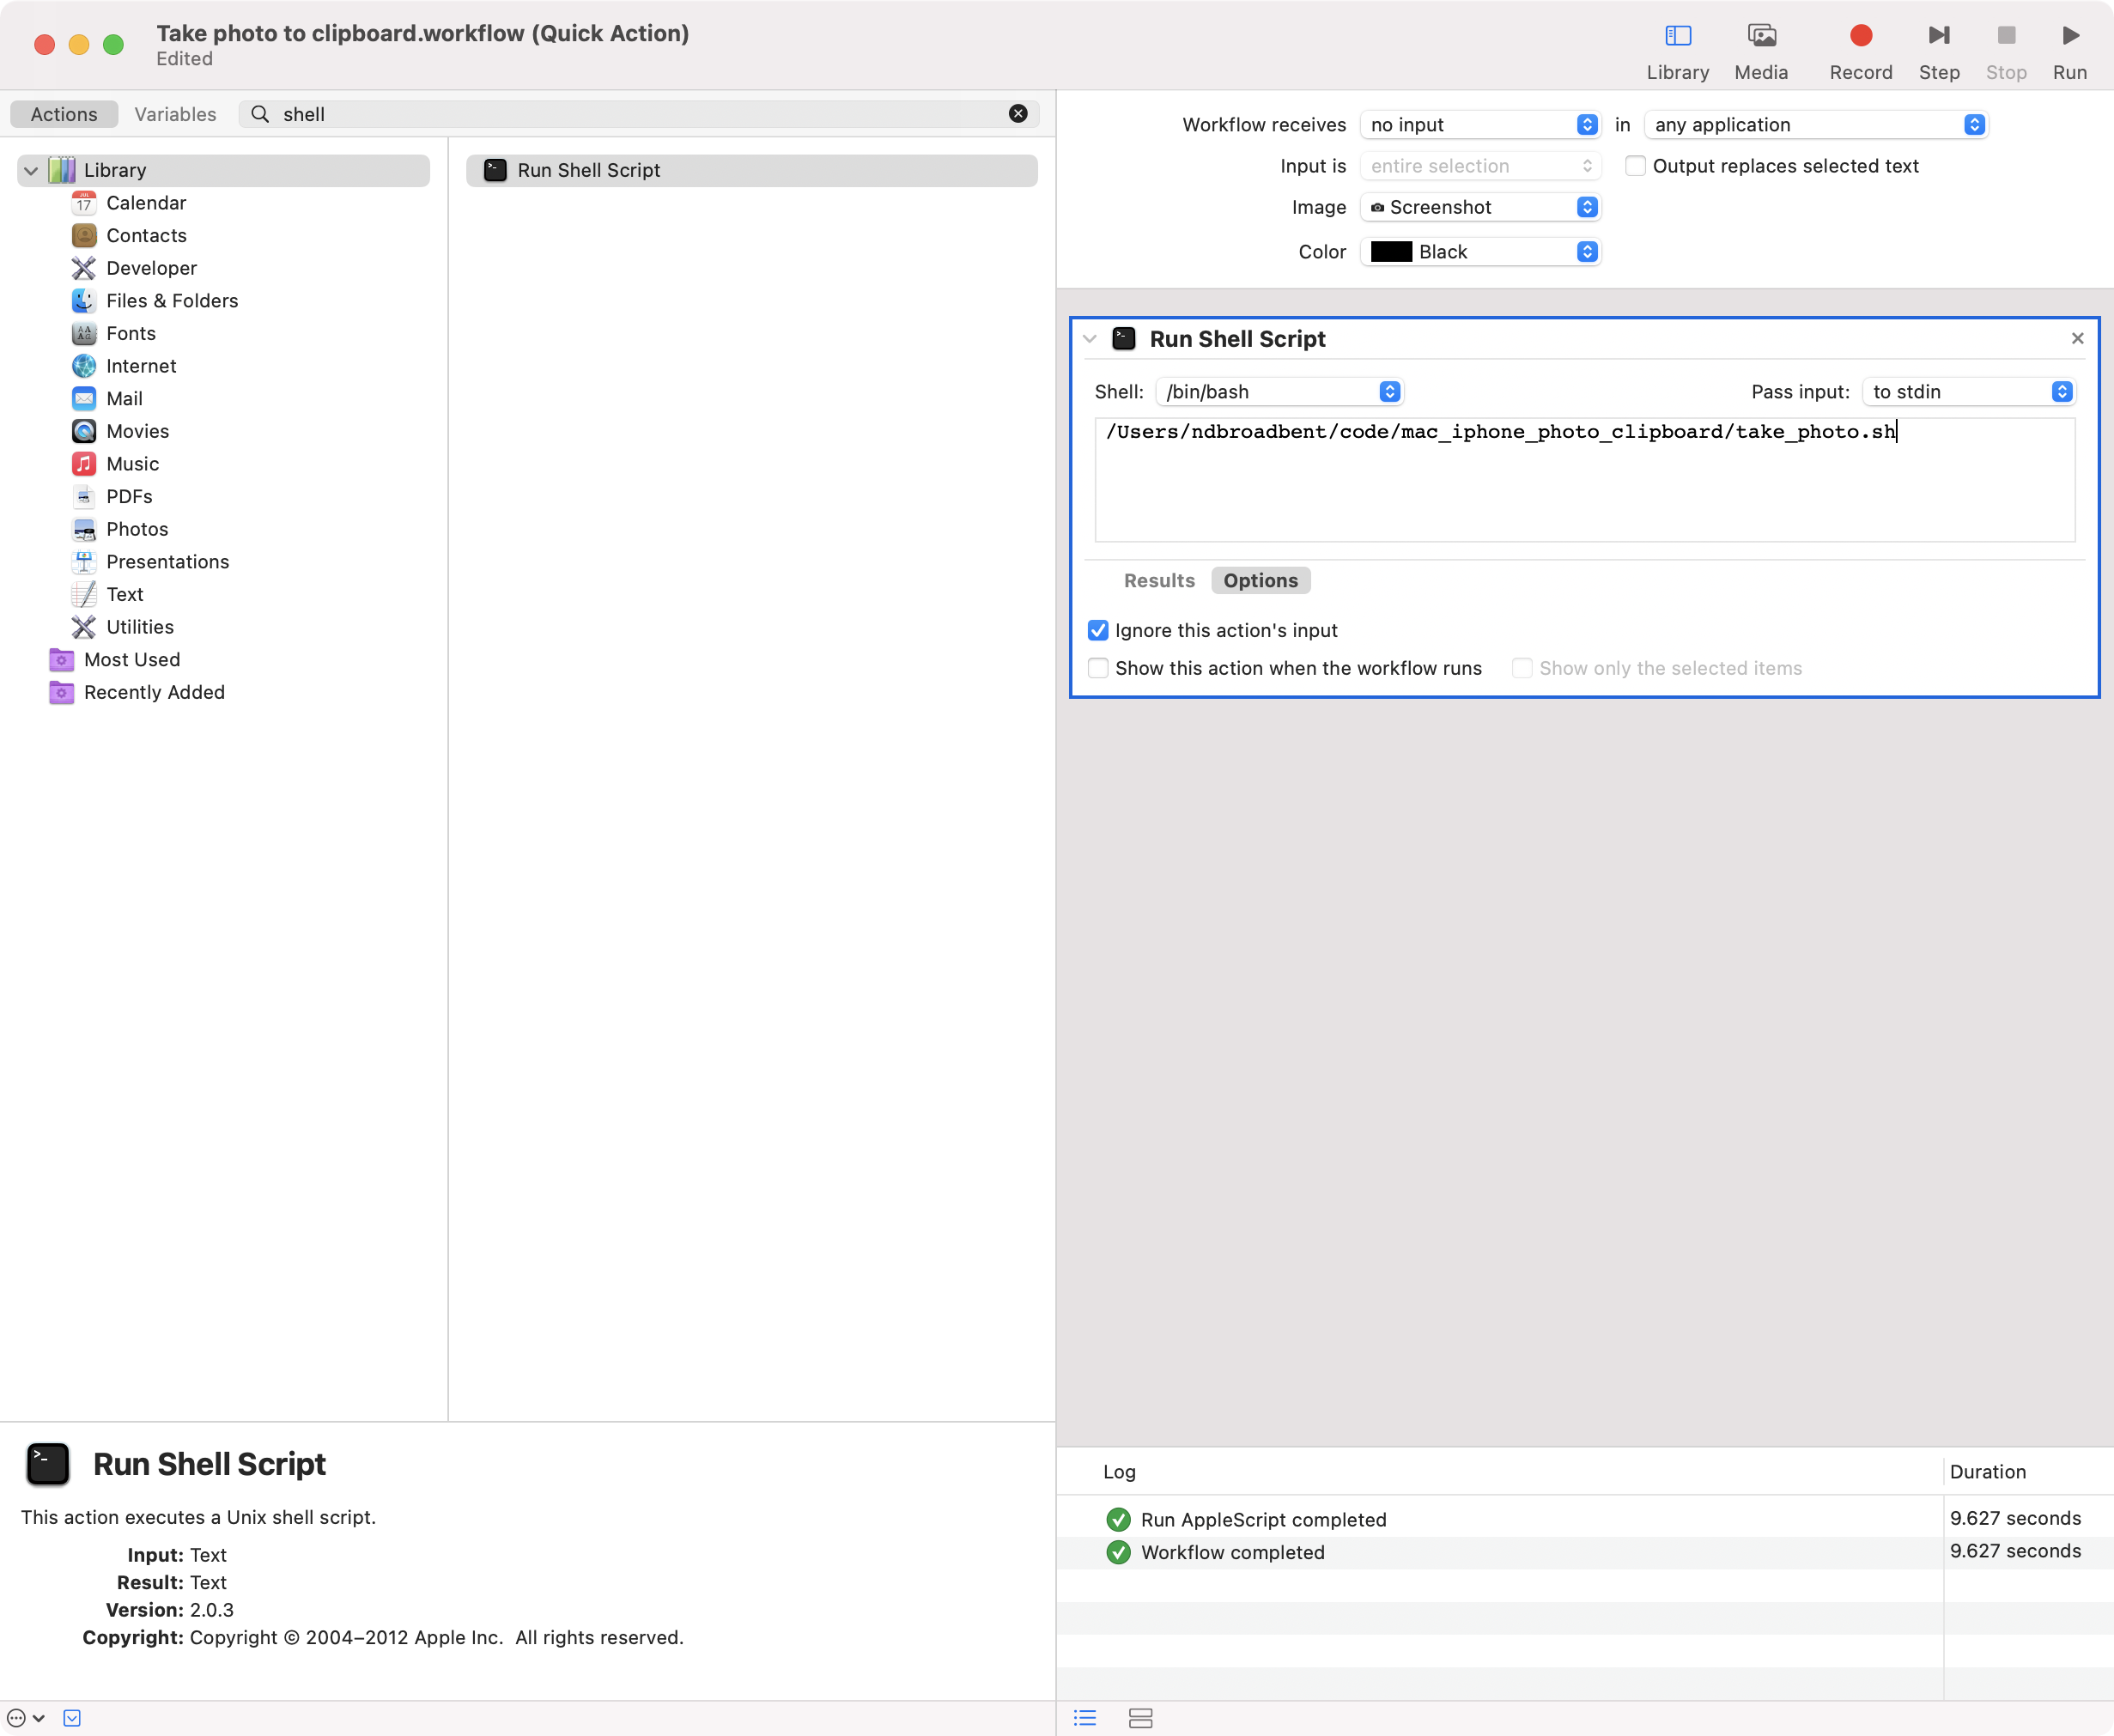 Take photo to clipboard.workflow (Quick Action)
Edited
Library
Media
Record
Step
Stop
Run
Actions
Variables
shell
Library
Calendar
Contacts
Developer
Files & Folders
Fonts
Internet
Mail
Movies
Music
PDFs
Photos
Presentations
Text
Utilities
Most Used
Recently Added
Run Shell Script
Workflow receives no input in any application
Input is entire selection Output replaces selected text
Image Screenshot
Color Black
Run Shell Script
Shell: /bin/bash Pass input: to stdin
/Users/ndbroadbent/code/mac_iphone_photo_clipboard/take_photo.sh
Results Options
Ignore this action's input
Show this action when the workflow runs Show only the selected items
Run Shell Script
This action executes a Unix shell script.
Input: Text
Result: Text
Version: 2.0.3
Copyright: Copyright © 2004–2012 Apple Inc. All rights reserved.
Log Duration
Run AppleScript completed 9.627 seconds
Workflow completed 9.627 seconds